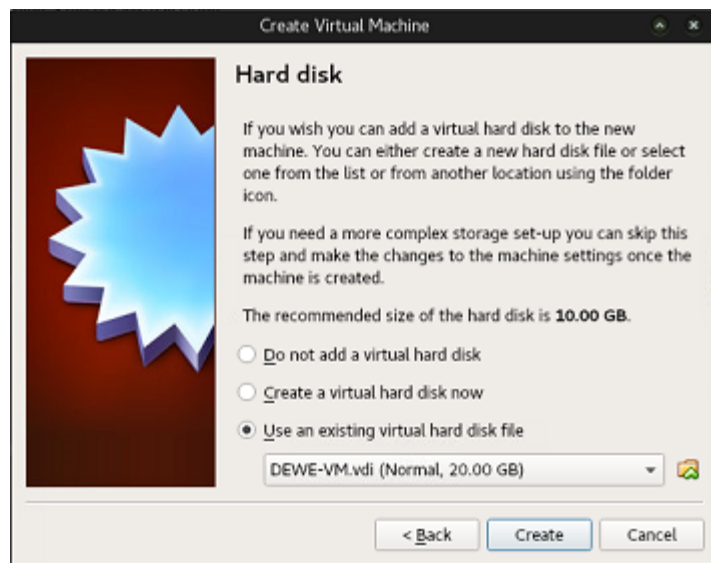 Create Virtual Machine
Hard disk
If you wish you can add a virtual hard disk to the new
machine. You can either create a new hard disk file or select
one from the list or from another location using the folder
icon.
If you need a more complex storage set-up you can skip this
step and make the changes to the machine settings once the
machine is created.
The recommended size of the hard disk is 10.00 GB.
Do not add a virtual hard disk
Create a virtual hard disk now
Use an existing virtual hard disk file
DEWE-VM.vdi (Normal, 20.00 GB)
< Back Create Cancel